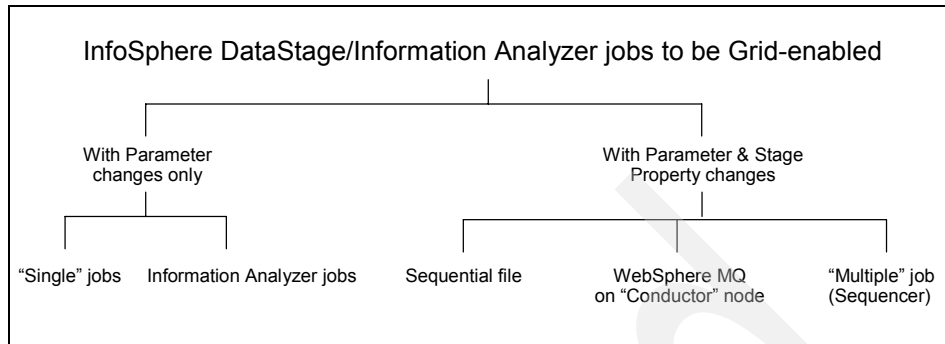 InfoSphere DataStage/Information Analyzer jobs to be Grid-enabled
With Parameter
changes only
With Parameter & Stage
Property changes
“Single” jobs
Information Analyzer jobs
Sequential file
WebSphere MQ
on “Conductor” node
“Multiple” job
(Sequencer)